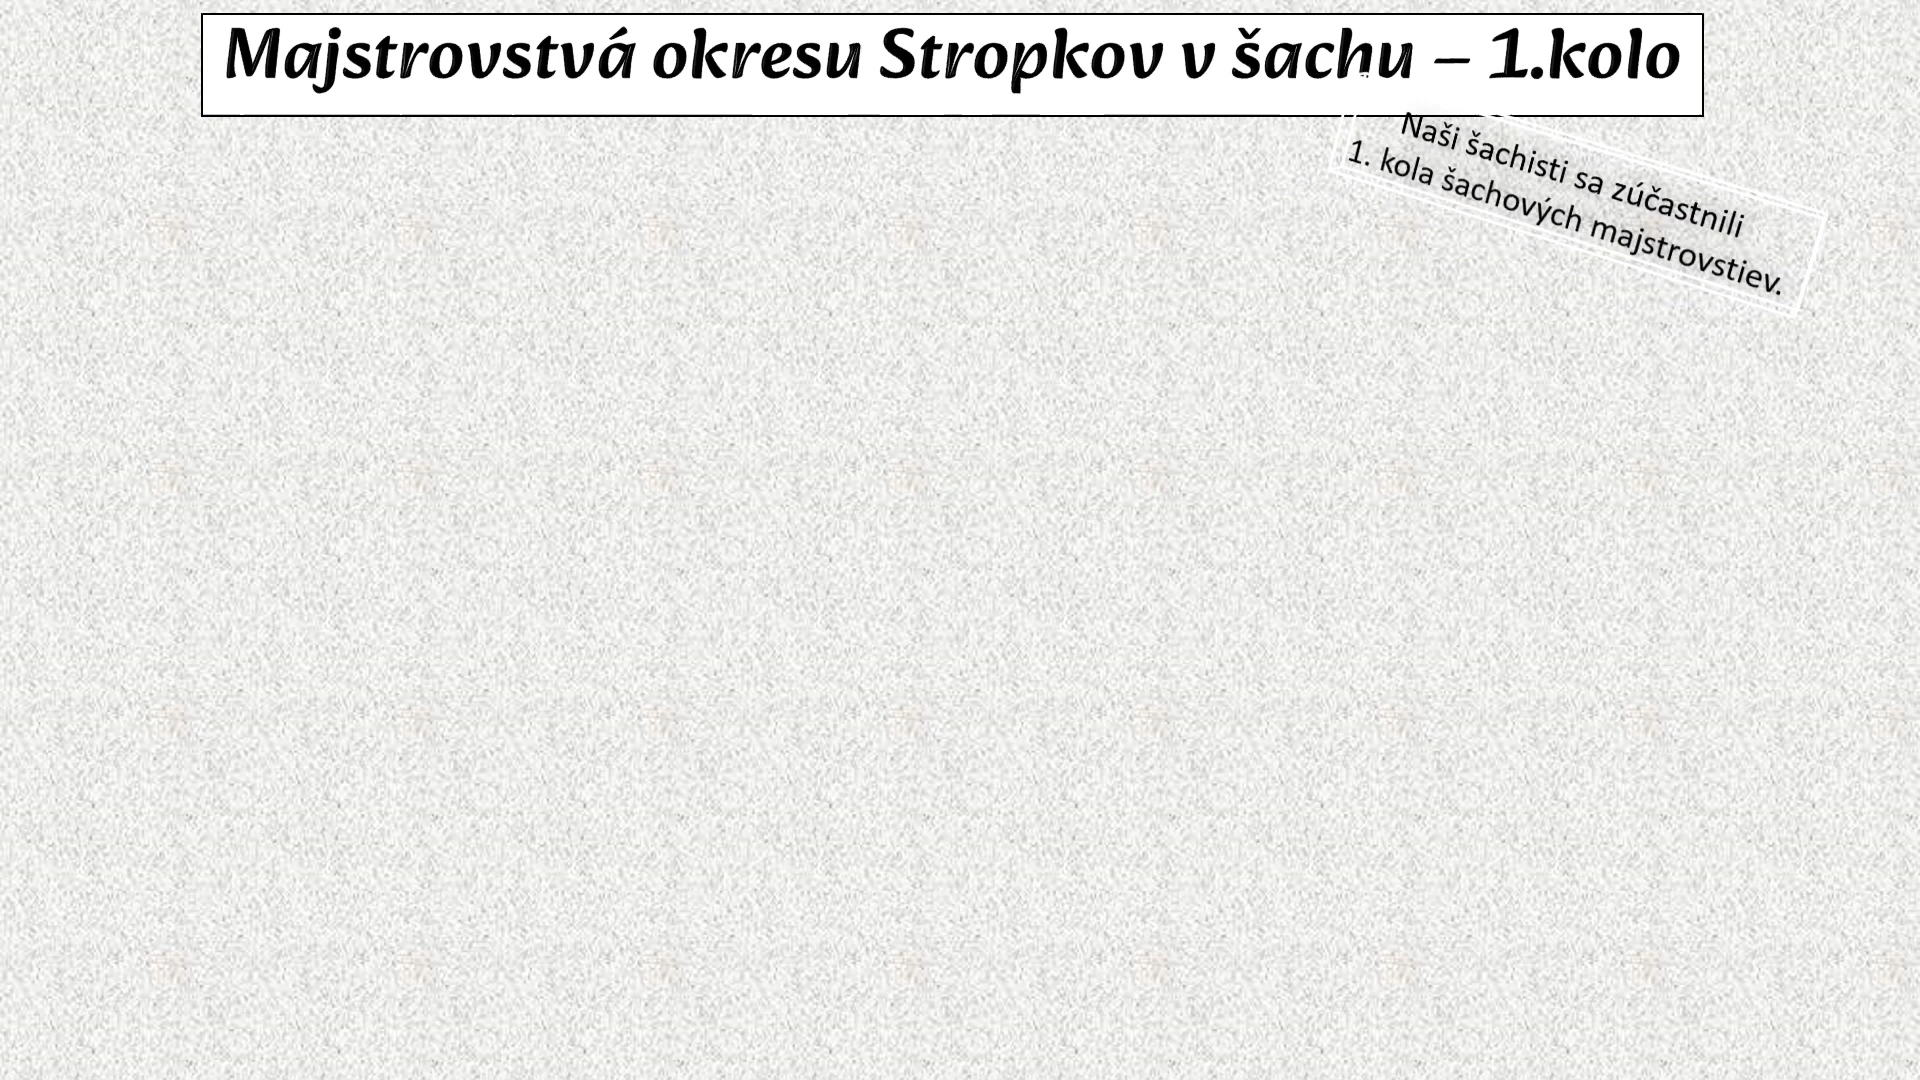 Majstrovstvá okresu Stropkov v šachu – 1.kolo
Naši šachisti sa zúčastnili
1. kola šachových majstrovstiev.